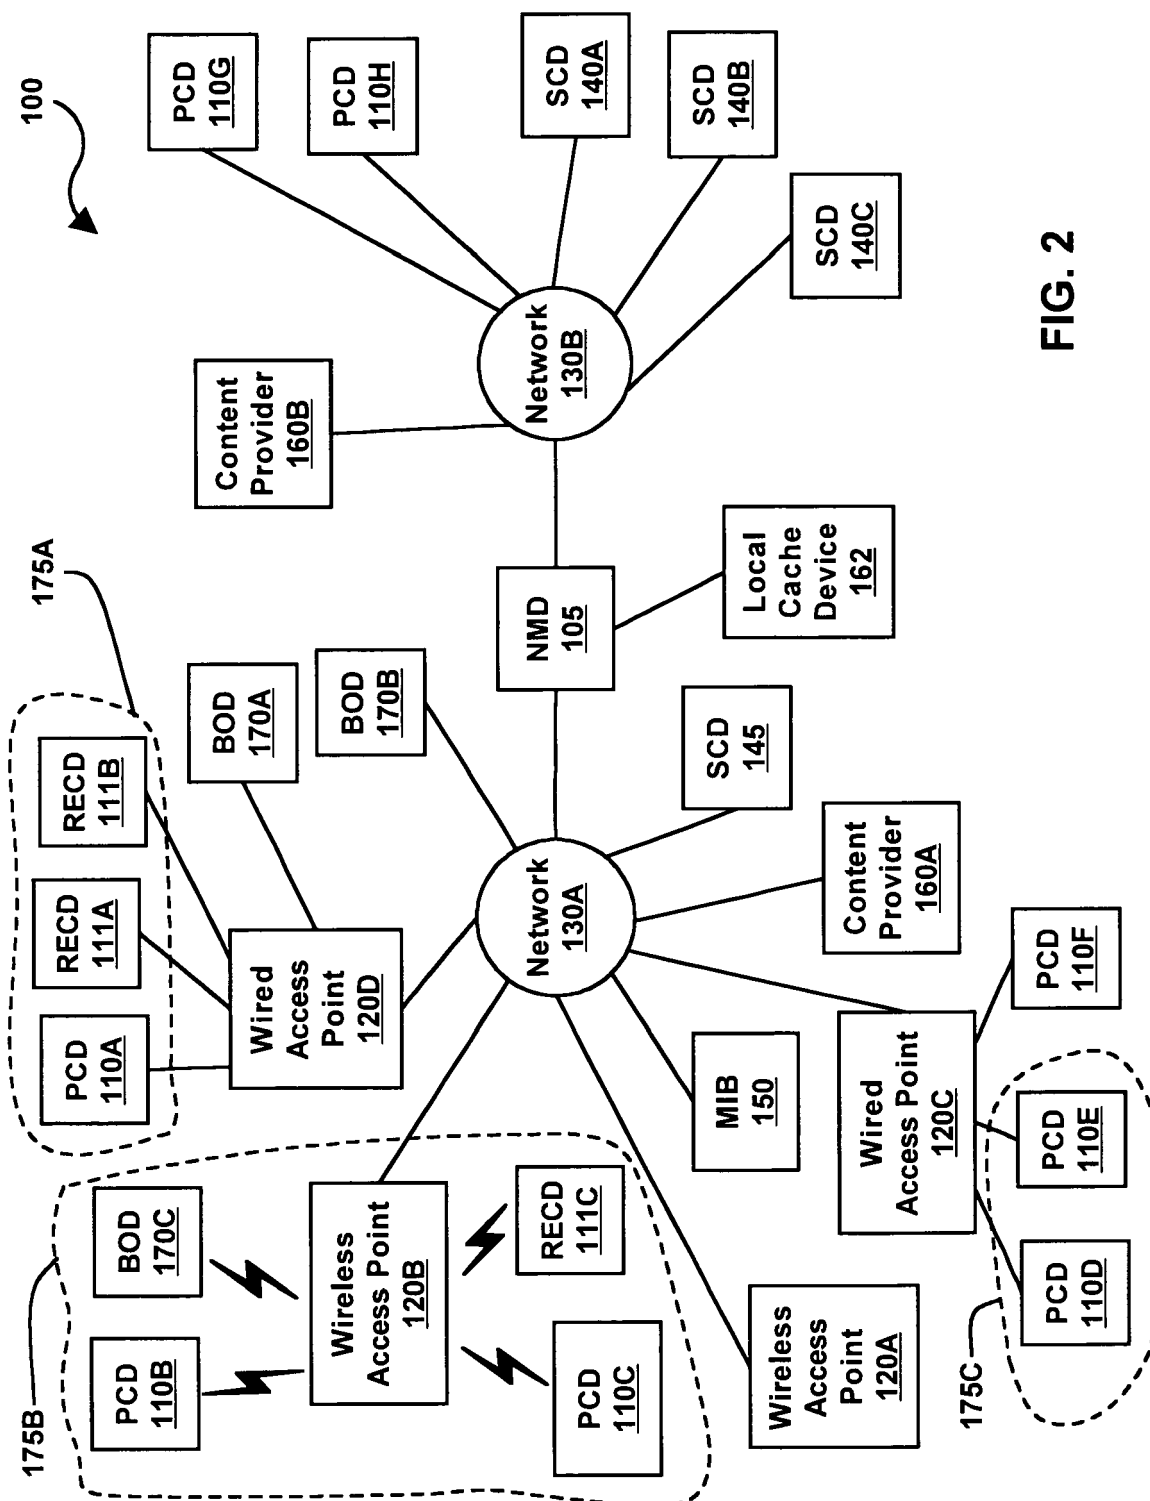 175B
BOD
170C
PCD
110B
Wireless
Access Point
120B
RECD
111C
PCD
110C
175A
PCD
110A
RECD
111A
RECD
111B
Wired
Access
Point
120D
BOD
170A
BOD
170B
Network
130A
Wireless
Access
Point
120A
MIB
150
Wired
Access Point
120C
175C
PCD
110D
PCD
110E
PCD
110F
Content
Provider
160A
SCD
145
NMD
105
Local
Cache
Device
162
Content
Provider
160B
Network
130B
100
PCD
110G
PCD
110H
SCD
140A
SCD
140B
SCD
140C
FIG. 2